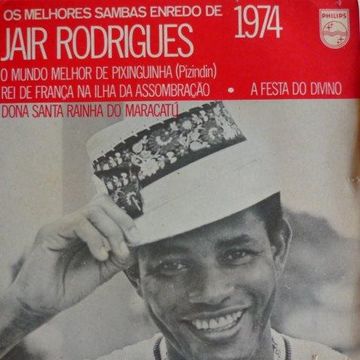 OS MELHORES SAMBAS ENREDO DE
1974
JAIR RODRIGUES
PHILIPS
O MUNDO MELHOR DE PIXINGUINHA (Pizindin)
REI DE FRANÇA NA ILHA DA ASSOMBRAÇÃO • A FESTA DO DIVINO
DONA SANTA RAINHA DO MARACATÚ